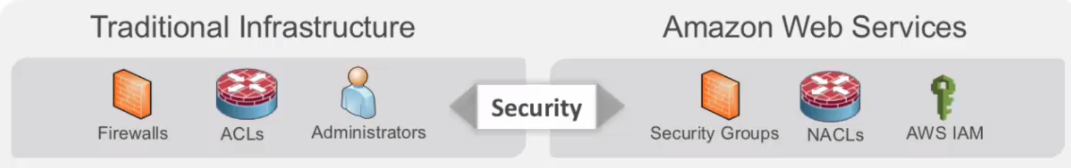 Traditional Infrastructure
Amazon Web Services
Firewalls
ACLs
Administrators
Security
Security Groups
NACLs
AWS IAM